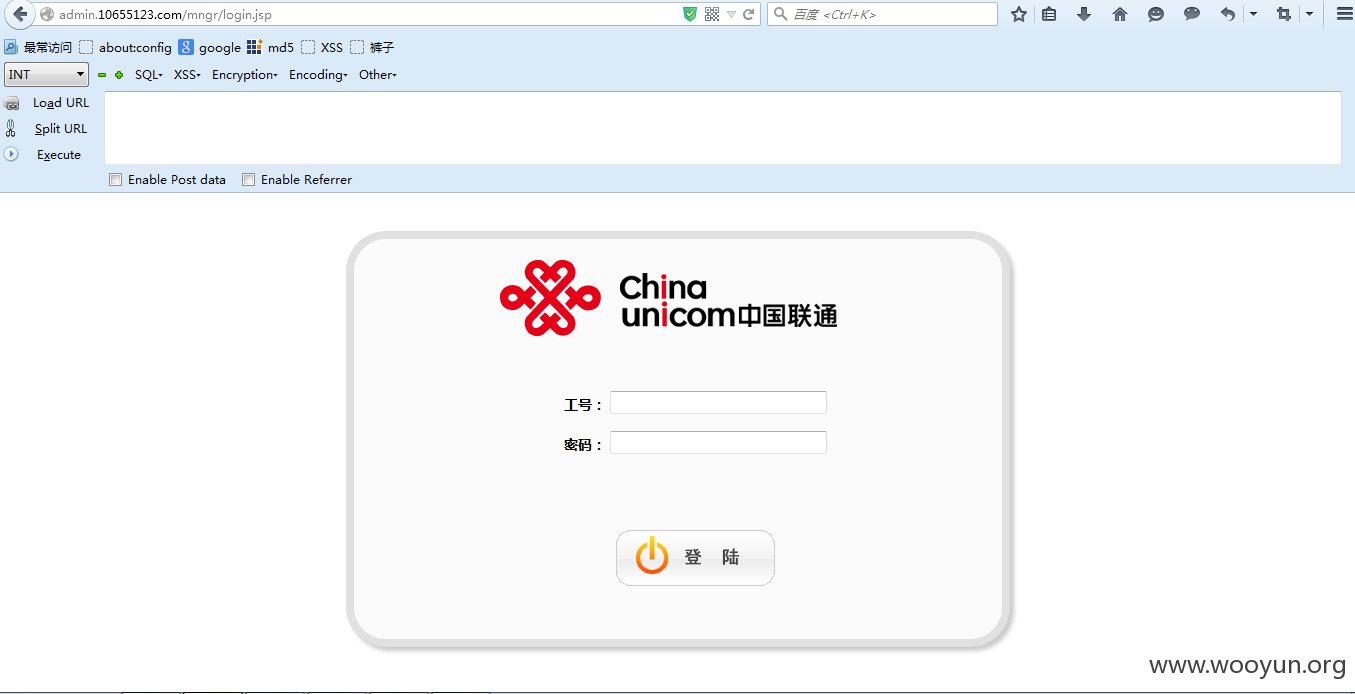 admin.10655123.com/mngr/login.jsp
百度 <Ctrl+K>
最常访问 about:config google md5 XSS 裤子
INT SQL XSS Encryption Encoding Other
Load URL
Split URL
Execute
Enable Post data Enable Referrer
China
unicom中国联通
工号：
密码：
登 陆
www.wooyun.org